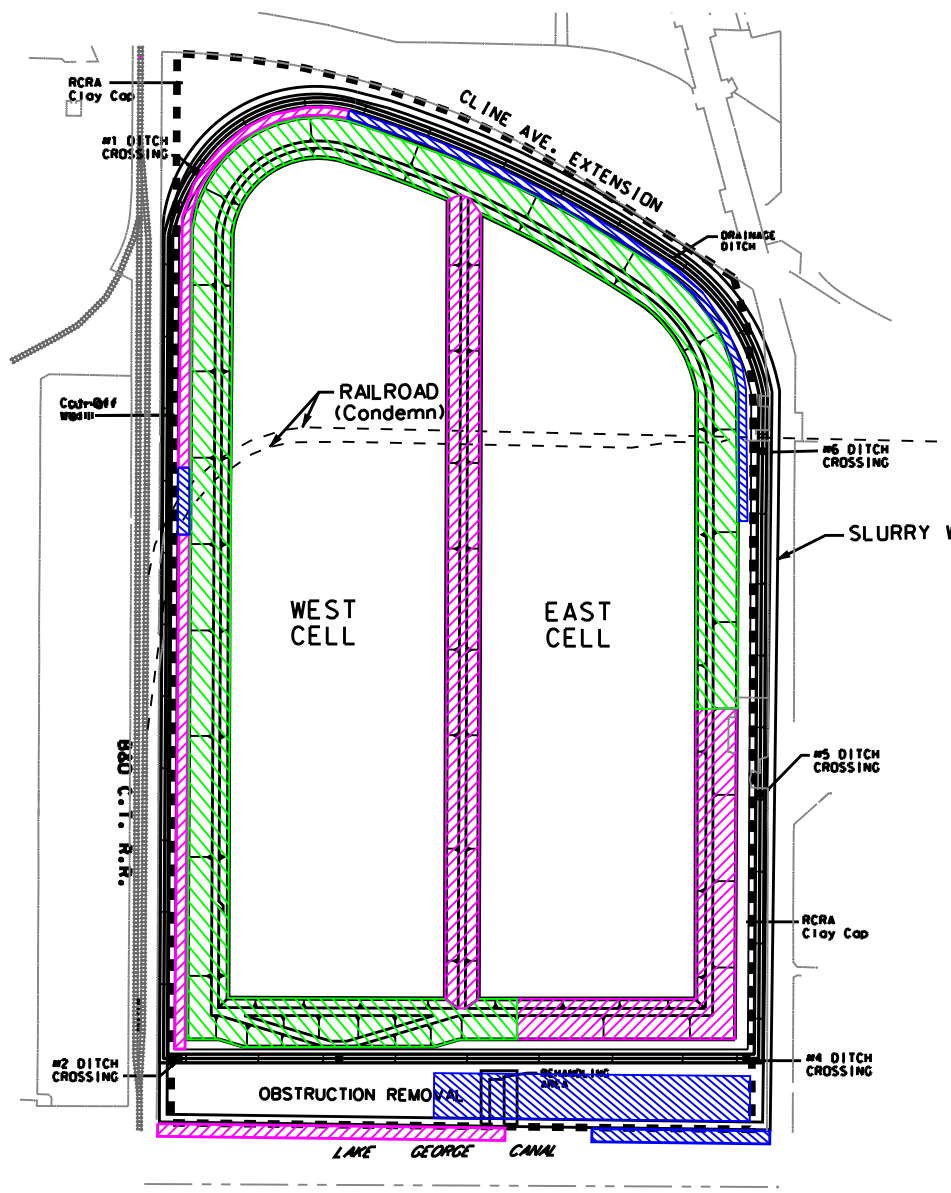 RCRA
Clay Cap
#1 DITCH
CROSSING
CLINE AVE. EXTENSION
DRAINAGE
DITCH
RAILROAD
(Condemn)
#6 DITCH
CROSSING
SLURRY W
WEST
CELL
EAST
CELL
B&O C.T. R.R.
#5 DITCH
CROSSING
RCRA
Clay Cap
#2 DITCH
CROSSING
#4 DITCH
CROSSING
REHANDLING
AREA
OBSTRUCTION REMOVAL
LAKE GEORGE CANAL